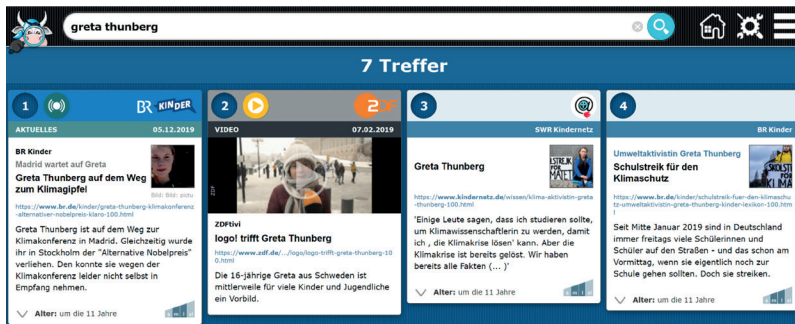 greta thunberg
7 Treffer
1
BR KiNDER
AKTUELLES 05.12.2019
BR Kinder
Madrid wartet auf Greta
Greta Thunberg auf dem Weg
zum Klimagipfel
Bild: Bild: pictu
https://www.br.de/kinder/greta-thunberg-klimakonferenz
-alternativer-nobelpreis-klaro-100.html
Greta Thunberg ist auf dem Weg zur
Klimakonferenz in Madrid. Gleichzeitig wurde
ihr in Stockholm der "Alternative Nobelpreis"
verliehen. Den konnte sie wegen der
Klimakonferenz leider nicht selbst in
Empfang nehmen.
Alter: um die 11 Jahre
2
ZDF
VIDEO 07.02.2019
ZDF
ZDFtivi
logo! trifft Greta Thunberg
https://www.zdf.de/.../logo/logo-trifft-greta-thunberg-10
0.html
Die 16-jährige Greta aus Schweden ist
mittlerweile für viele Kinder und Jugendliche
ein Vorbild.
3
SWR Kindernetz
Greta Thunberg
https://www.kindernetz.de/wissen/klima-aktivistin-greta
-thunberg-100.html
'Einige Leute sagen, dass ich studieren sollte,
um Klimawissenschaftlerin zu werden, damit
ich , die Klimakrise lösen' kann. Aber die
Klimakrise ist bereits gelöst. Wir haben
bereits alle Fakten (... )'
Alter: um die 11 Jahre
4
BR Kinder
Umweltaktivistin Greta Thunberg
Schulstreik für den
Klimaschutz
https://www.br.de/kinder/schulstreik-fuer-den-klimaschu
tz-umweltaktivistin-greta-thunberg-kinder-lexikon-100.htm
l
Seit Mitte Januar 2019 sind in Deutschland
immer freitags viele Schülerinnen und
Schüler auf den Straßen - und das schon am
Vormittag, wenn sie eigentlich noch zur
Schule gehen sollten. Doch sie streiken.
Alter: um die 11 Jahre